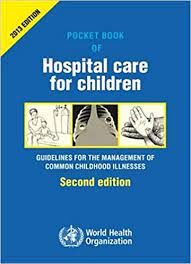 2013 EDITION
POCKET BOOK
OF
Hospital care
for children
GUIDELINES FOR THE MANAGEMENT OF
COMMON CHILDHOOD ILLNESSES
Second edition
World Health
Organization